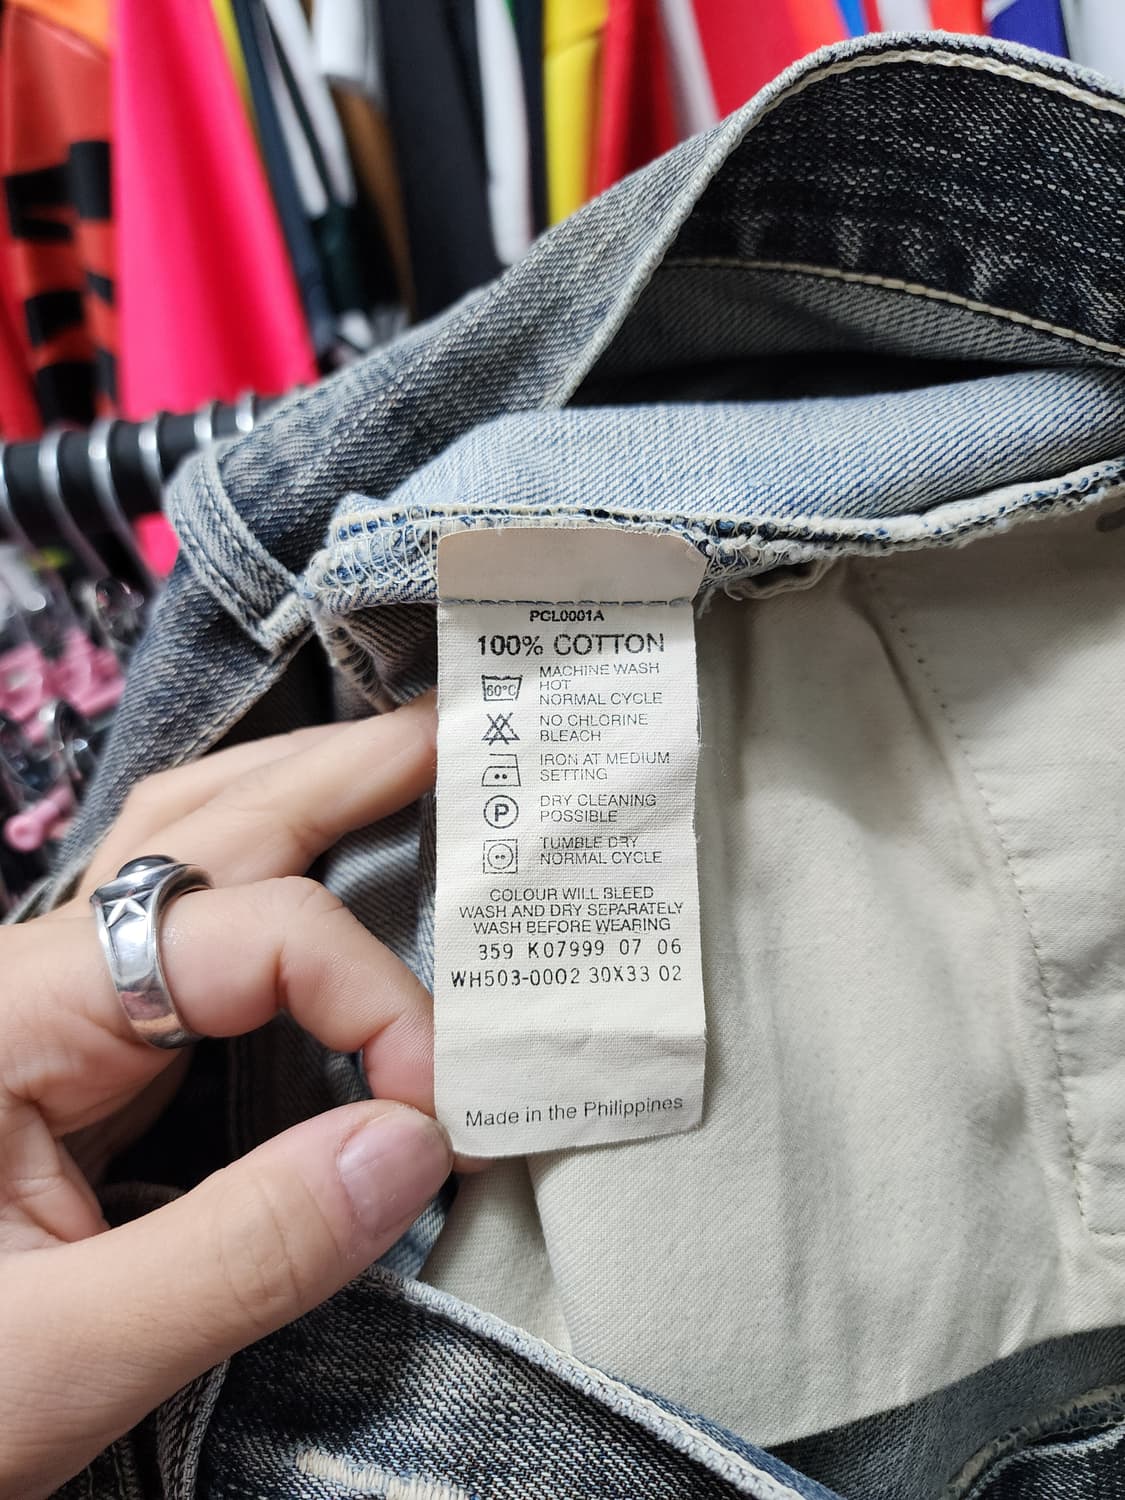 PCL0001A
100% COTTON
60°C
MACHINE WASH
HOT
NORMAL CYCLE
NO CHLORINE
BLEACH
IRON AT MEDIUM
SETTING
P
DRY CLEANING
POSSIBLE
TUMBLE DRY
NORMAL CYCLE
COLOUR WILL BLEED
WASH AND DRY SEPARATELY
WASH BEFORE WEARING
359 K07999 07 06
WH503-0002 30X33 02
Made in the Philippines